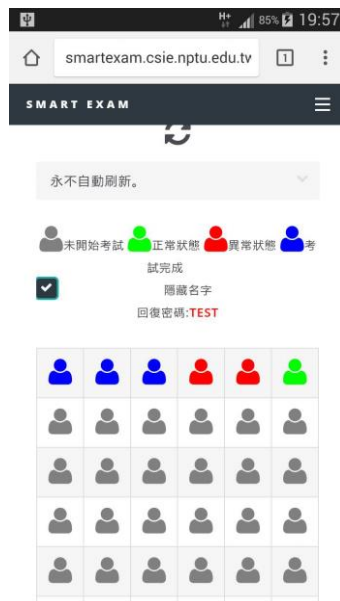 H+ 85% 19:57
smartexam.csie.nptu.edu.tw 1
SMART EXAM
永不自動刷新。
未開始考試 正常狀態 異常狀態 考
試完成
隱藏名字
回復密碼:TEST